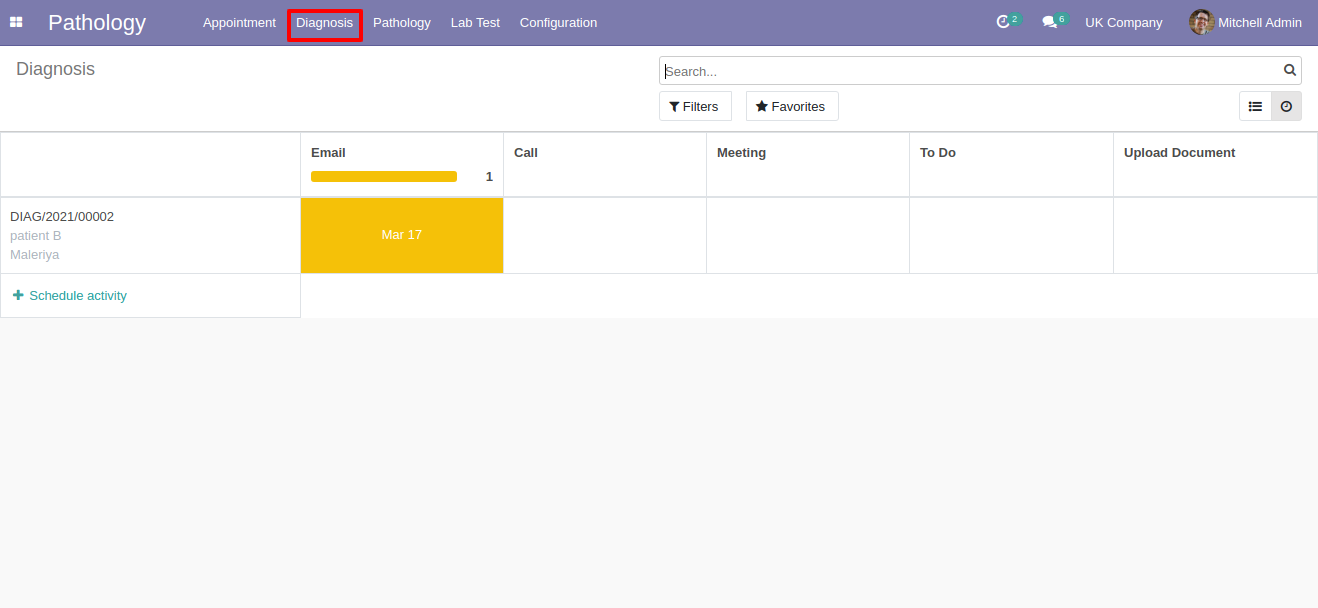 Pathology Appointment Diagnosis Pathology Lab Test Configuration 2 6 UK Company Mitchell Admin
Diagnosis
Search...
Filters Favorites
Email Call Meeting To Do Upload Document
1
DIAG/2021/00002
patient B
Maleriya
Mar 17
Schedule activity